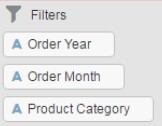 Filters
A Order Year
A Order Month
A Product Category